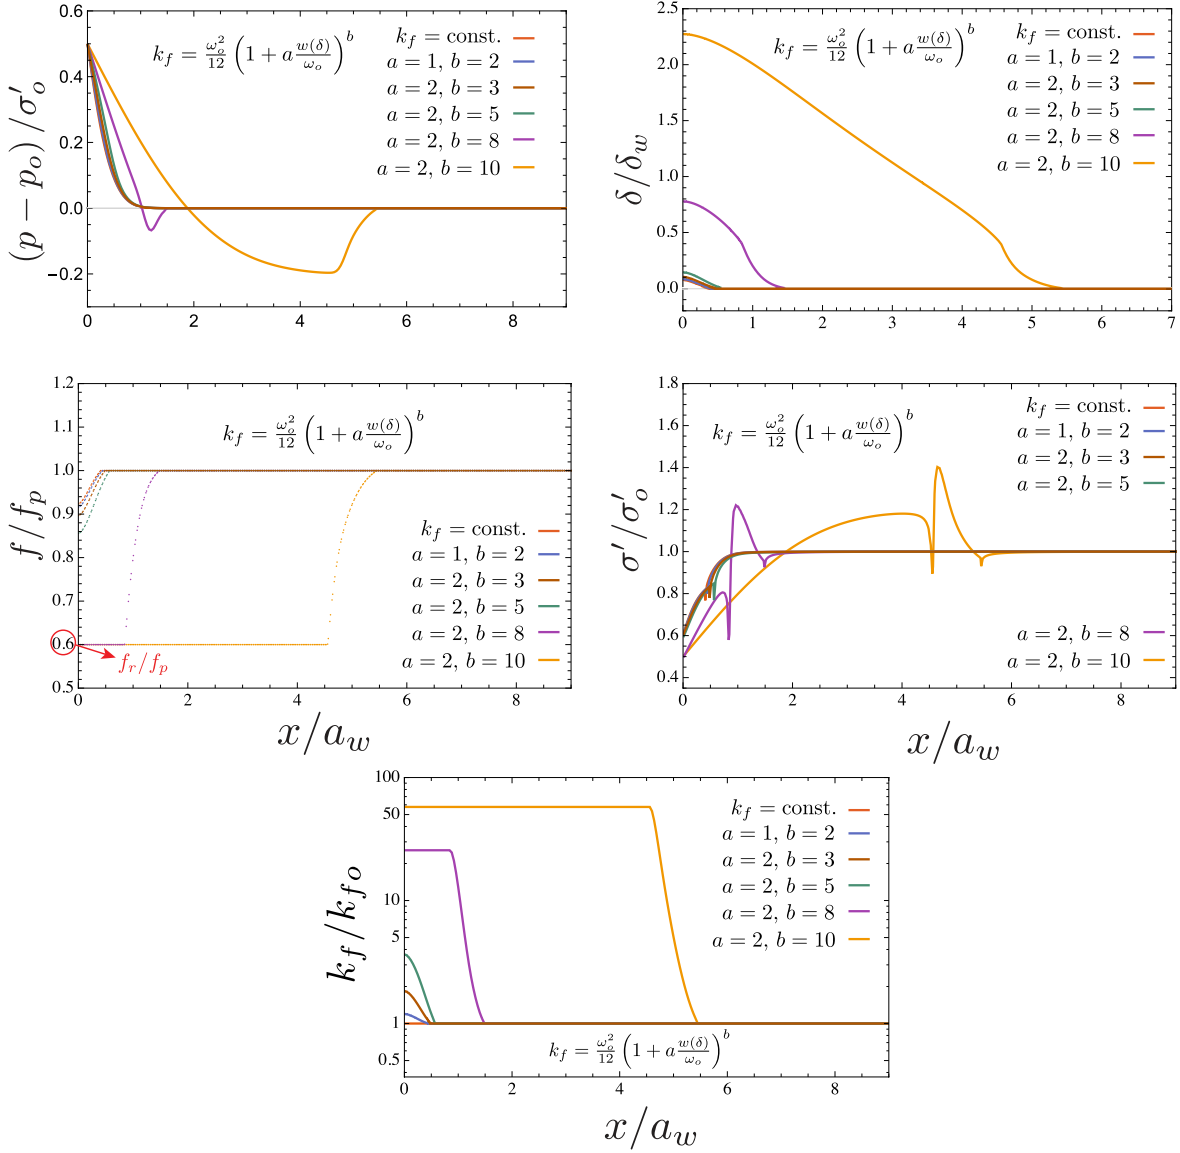 (p − p_o)/σ'_o
0.6
0.4
0.2
0.0
−0.2
0
2
4
6
8
k_f = ω_o^2/12 (1 + a w(δ)/ω_o)^b
k_f = const.
a = 1, b = 2
a = 2, b = 3
a = 2, b = 5
a = 2, b = 8
a = 2, b = 10
δ/δ_w
2.5
2.0
1.5
1.0
0.5
0.0
0
1
2
3
4
5
6
7
k_f = ω_o^2/12 (1 + a w(δ)/ω_o)^b
k_f = const.
a = 1, b = 2
a = 2, b = 3
a = 2, b = 5
a = 2, b = 8
a = 2, b = 10
f/f_p
1.2
1.1
1.0
0.9
0.8
0.7
0.6
0.5
0
2
4
6
8
k_f = ω_o^2/12 (1 + a w(δ)/ω_o)^b
k_f = const.
a = 1, b = 2
a = 2, b = 3
a = 2, b = 5
a = 2, b = 8
a = 2, b = 10
f_r/f_p
x/a_w
σ'/σ'_o
1.8
1.6
1.4
1.2
1.0
0.8
0.6
0.4
0
2
4
6
8
k_f = ω_o^2/12 (1 + a w(δ)/ω_o)^b
k_f = const.
a = 1, b = 2
a = 2, b = 3
a = 2, b = 5
a = 2, b = 8
a = 2, b = 10
x/a_w
k_f/k_fo
100
50
10
5
1
0.5
0
2
4
6
8
k_f = const.
a = 1, b = 2
a = 2, b = 3
a = 2, b = 5
a = 2, b = 8
a = 2, b = 10
k_f = ω_o^2/12 (1 + a w(δ)/ω_o)^b
x/a_w